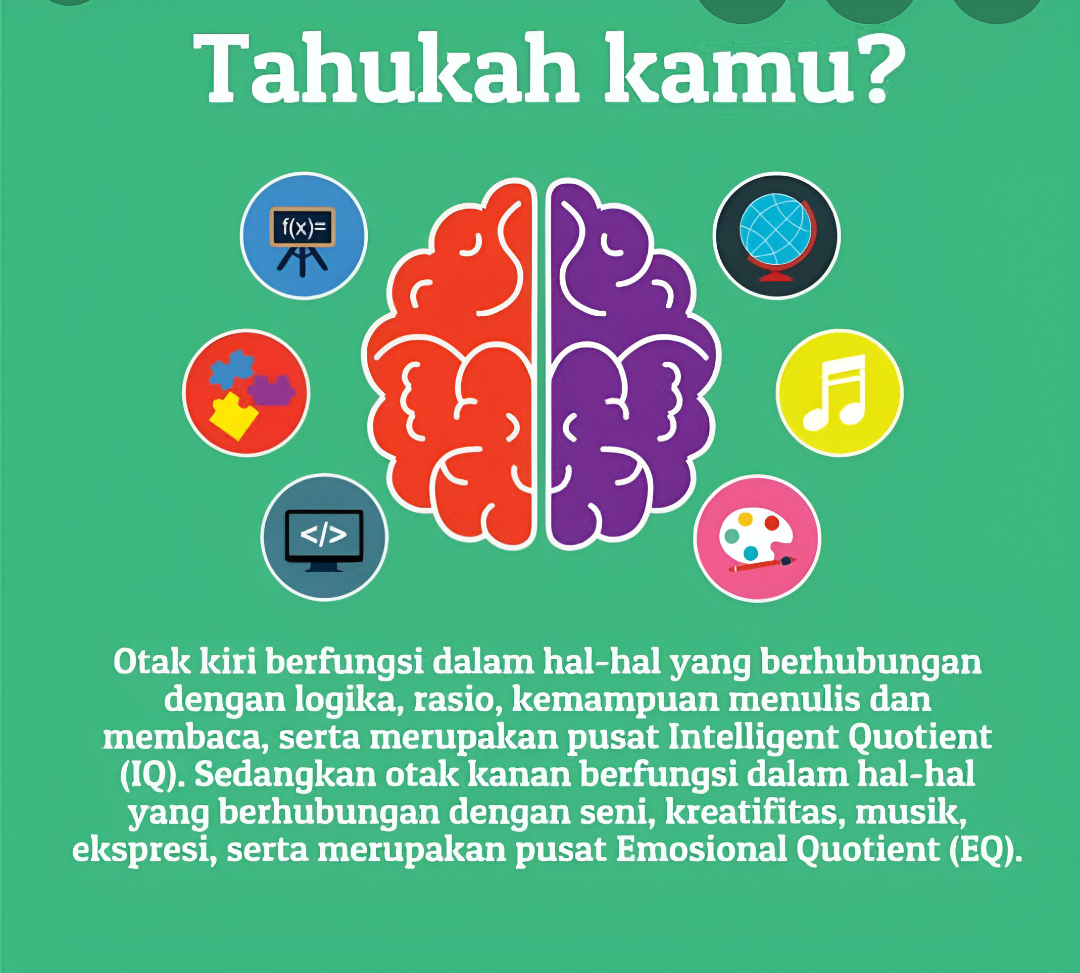 Tahukah kamu?
f(x)=
</>
Otak kiri berfungsi dalam hal-hal yang berhubungan
dengan logika, rasio, kemampuan menulis dan
membaca, serta merupakan pusat Intelligent Quotient
(IQ). Sedangkan otak kanan berfungsi dalam hal-hal
yang berhubungan dengan seni, kreatifitas, musik,
ekspresi, serta merupakan pusat Emosional Quotient (EQ).